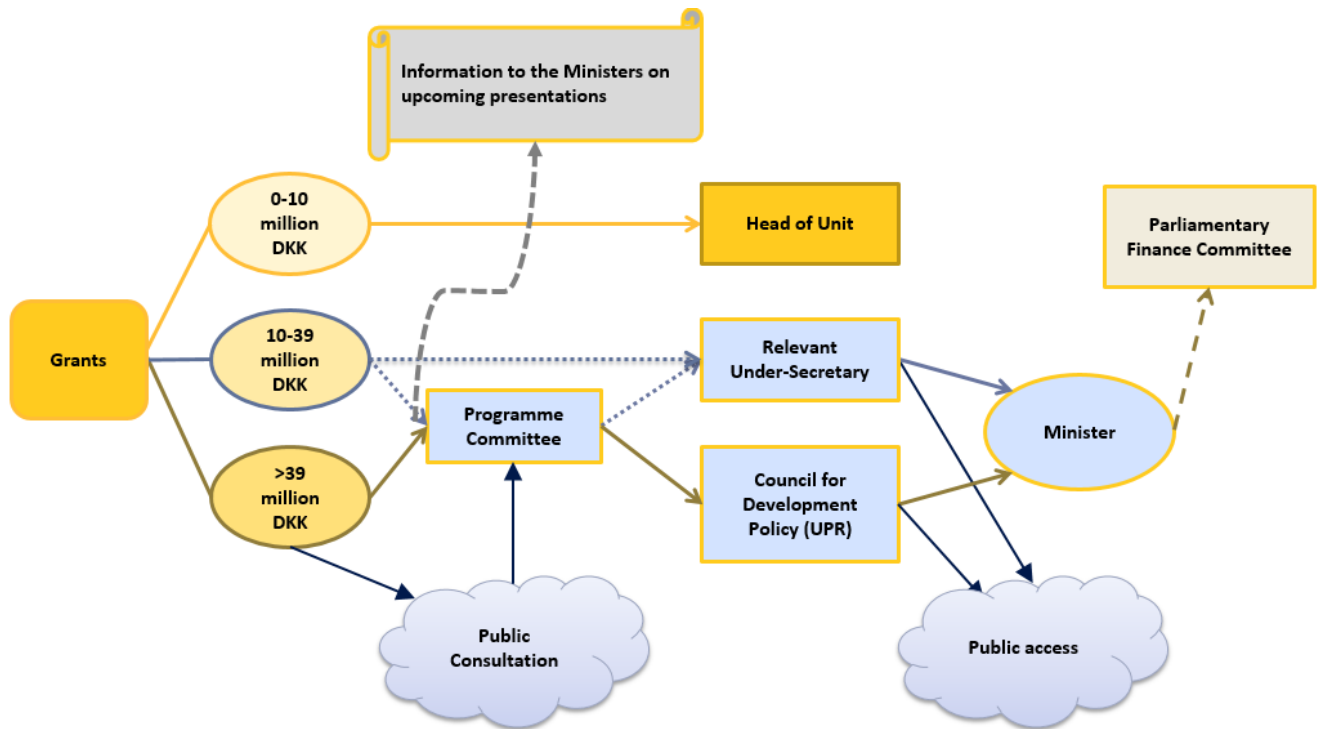 Information to the Ministers on
upcoming presentations
0-10
million
DKK
Head of Unit
Parliamentary
Finance Committee
Grants
10-39
million
DKK
Relevant
Under-Secretary
Programme
Committee
Minister
>39
million
DKK
Council for
Development
Policy (UPR)
Public
Consultation
Public access